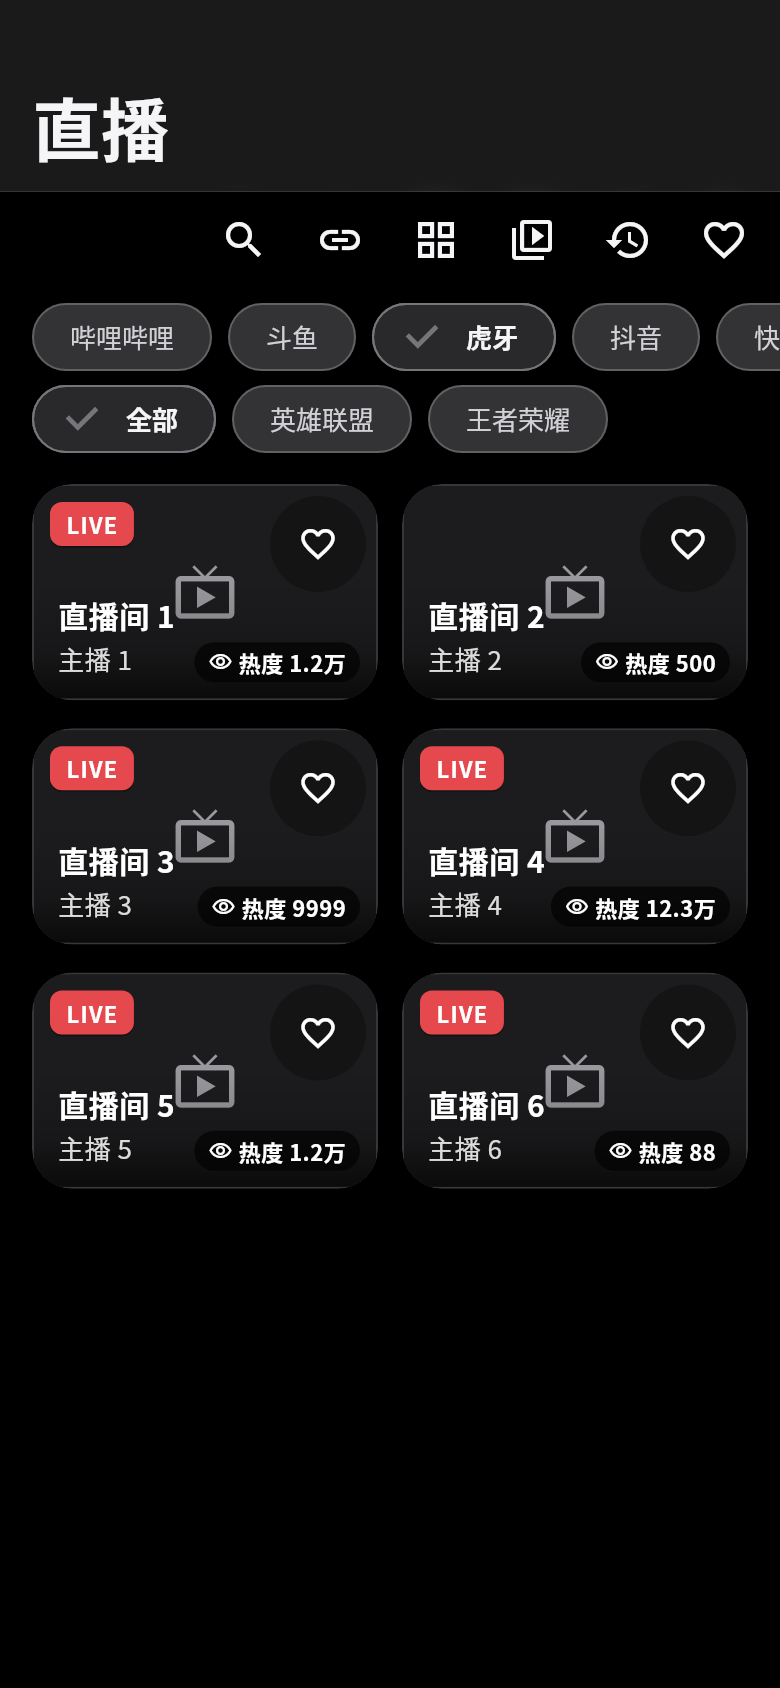 直播
哔哩哔哩 斗鱼 虎牙 抖音 快
全部 英雄联盟 王者荣耀
LIVE
直播间 1
主播 1 热度 1.2万
直播间 2
主播 2 热度 500
LIVE
直播间 3
主播 3 热度 9999
LIVE
直播间 4
主播 4 热度 12.3万
LIVE
直播间 5
主播 5 热度 1.2万
LIVE
直播间 6
主播 6 热度 88